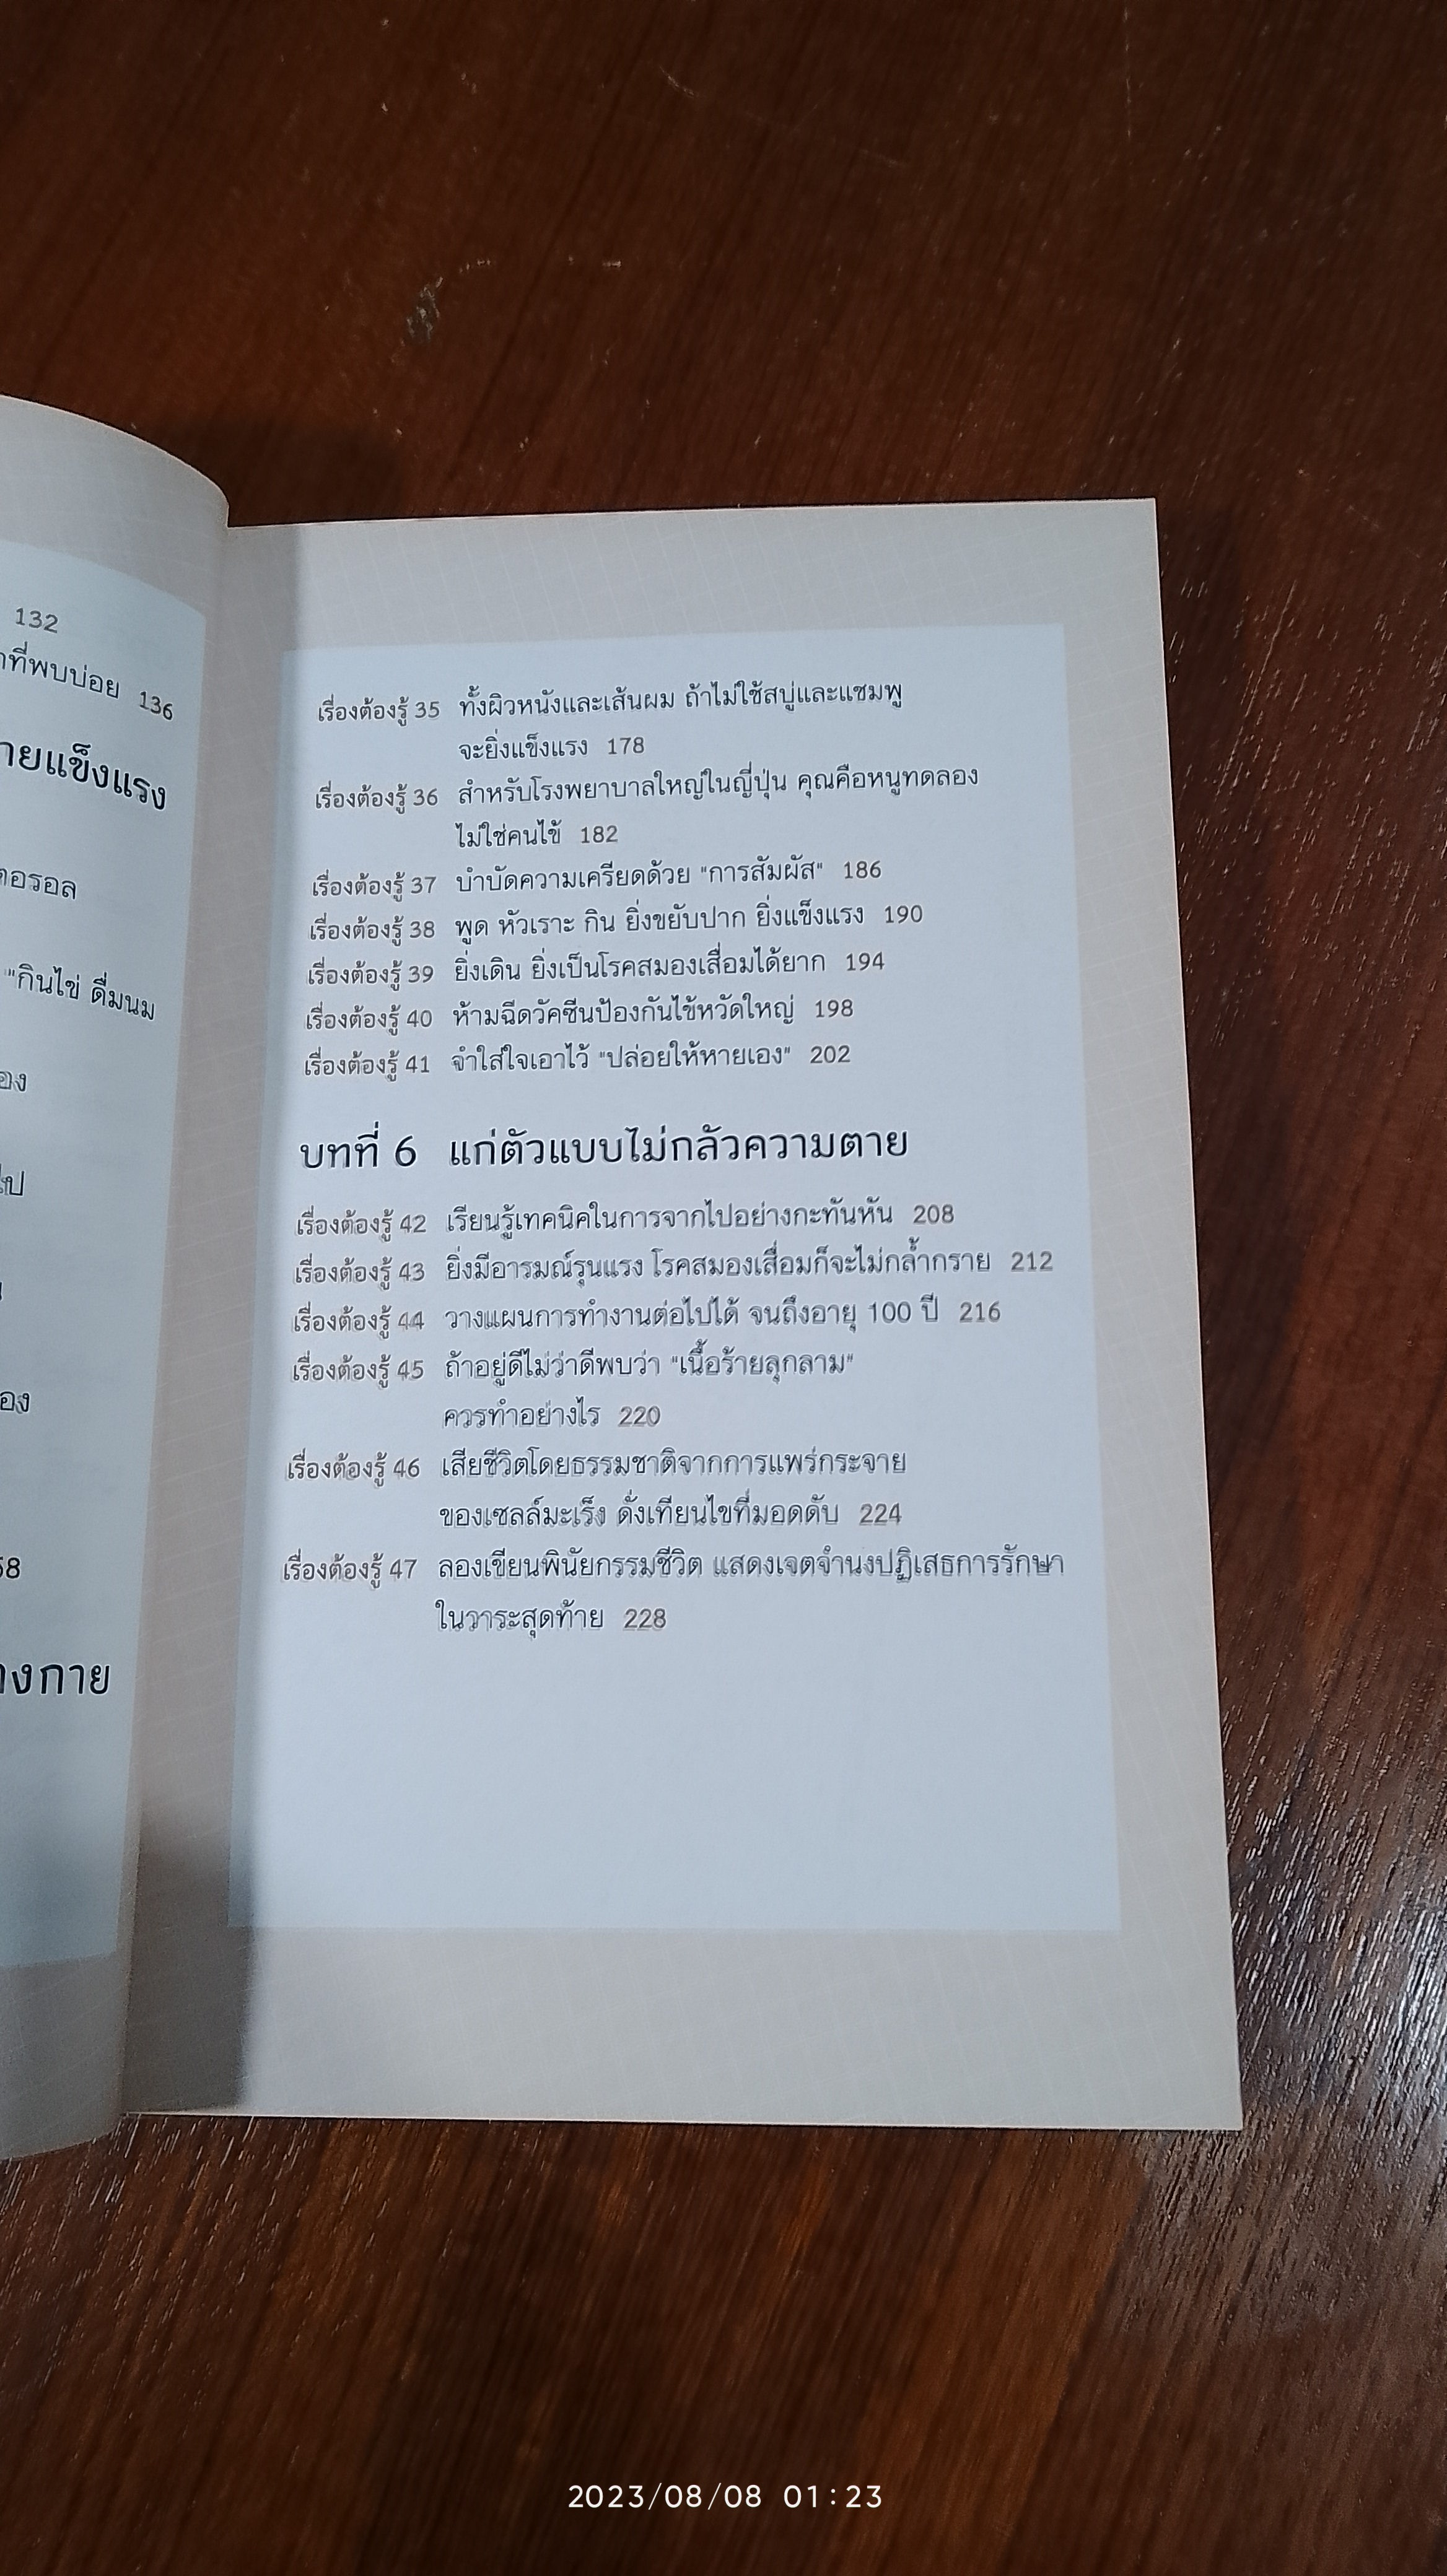 132
ที่พบบ่อย 136
ายแข็งแรง
"กินไข่ ดื่มนม
เรื่องต้องรู้ 35 ทั้งผิวหนังและเส้นผม ถ้าไม่ใช้สบู่และแชมพู
จะยิ่งแข็งแรง 178
เรื่องต้องรู้ 36 สำหรับโรงพยาบาลใหญ่ในญี่ปุ่น คุณคือหนูทดลอง
ไม่ใช่คนไข้ 182
เรื่องต้องรู้ 37 บำบัดความเครียดด้วย "การสัมผัส" 186
เรื่องต้องรู้ 38 พูด หัวเราะ กิน ยิ่งขยับปาก ยิ่งแข็งแรง 190
เรื่องต้องรู้ 39 ยิ่งเดิน ยิ่งเป็นโรคสมองเสื่อมได้ยาก 194
เรื่องต้องรู้ 40 ห้ามฉีดวัคซีนป้องกันไข้หวัดใหญ่ 198
เรื่องต้องรู้ 41 จำใส่ใจเอาไว้ "ปล่อยให้หายเอง" 202
บทที่ 6 แก่ตัวแบบไม่กลัวความตาย
เรื่องต้องรู้ 42 เรียนรู้เทคนิคในการจากไปอย่างกะทันหัน 208
เรื่องต้องรู้ 43 ยิ่งมีอารมณ์รุนแรง โรคสมองเสื่อมก็จะไม่กล้ำกราย 212
เรื่องต้องรู้ 44 วางแผนการทำงานต่อไปได้ จนถึงอายุ 100 ปี 216
เรื่องต้องรู้ 45 ถ้าอยู่ดีไม่ว่าดีพบว่า "เนื้อร้ายลุกลาม"
ควรทำอย่างไร 220
เรื่องต้องรู้ 46 เสียชีวิตโดยธรรมชาติจากการแพร่กระจาย
ของเซลล์มะเร็ง ดั่งเทียนไขที่มอดดับ 224
เรื่องต้องรู้ 47 ลองเขียนพินัยกรรมชีวิต แสดงเจตจำนงปฏิเสธการรักษา
ในวาระสุดท้าย 228
2023/08/08 01:23